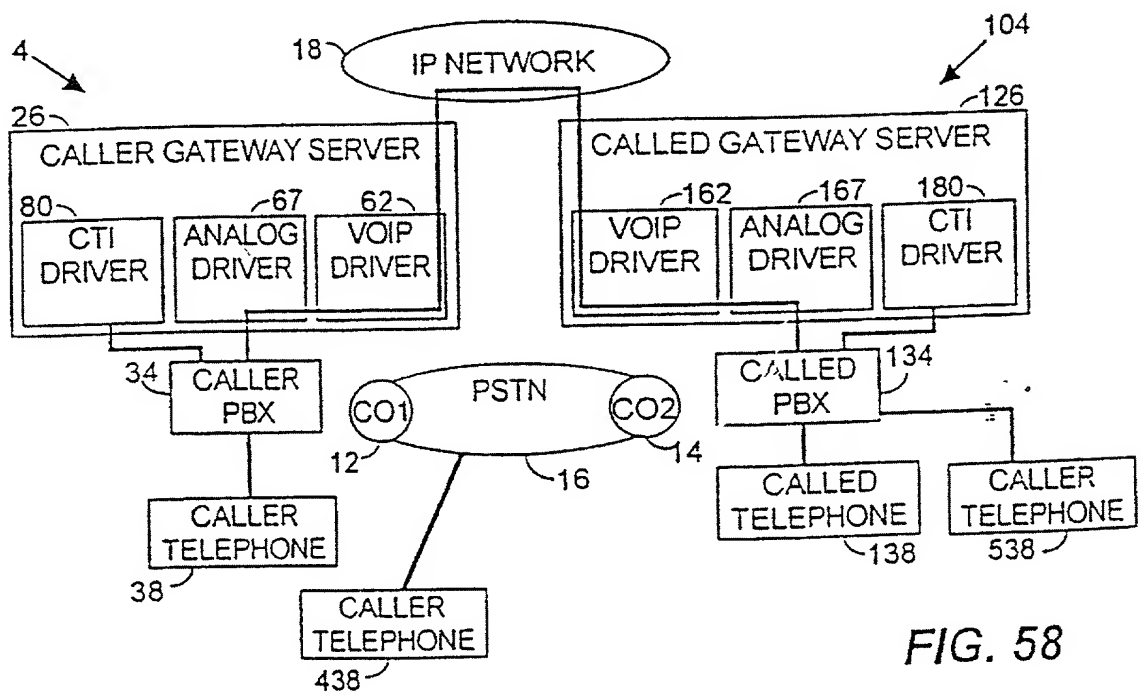 4
18
IP NETWORK
104
26
CALLER GATEWAY SERVER
126
CALLED GATEWAY SERVER
80
CTI
DRIVER
67
ANALOG
DRIVER
62
VOIP
DRIVER
162
VOIP
DRIVER
167
ANALOG
DRIVER
180
CTI
DRIVER
34
CALLER
PBX
CO1
PSTN
CO2
12
16
14
CALLED
PBX
134
CALLER
TELEPHONE
38
CALLER
TELEPHONE
438
CALLED
TELEPHONE
138
CALLER
TELEPHONE
538
FIG. 58